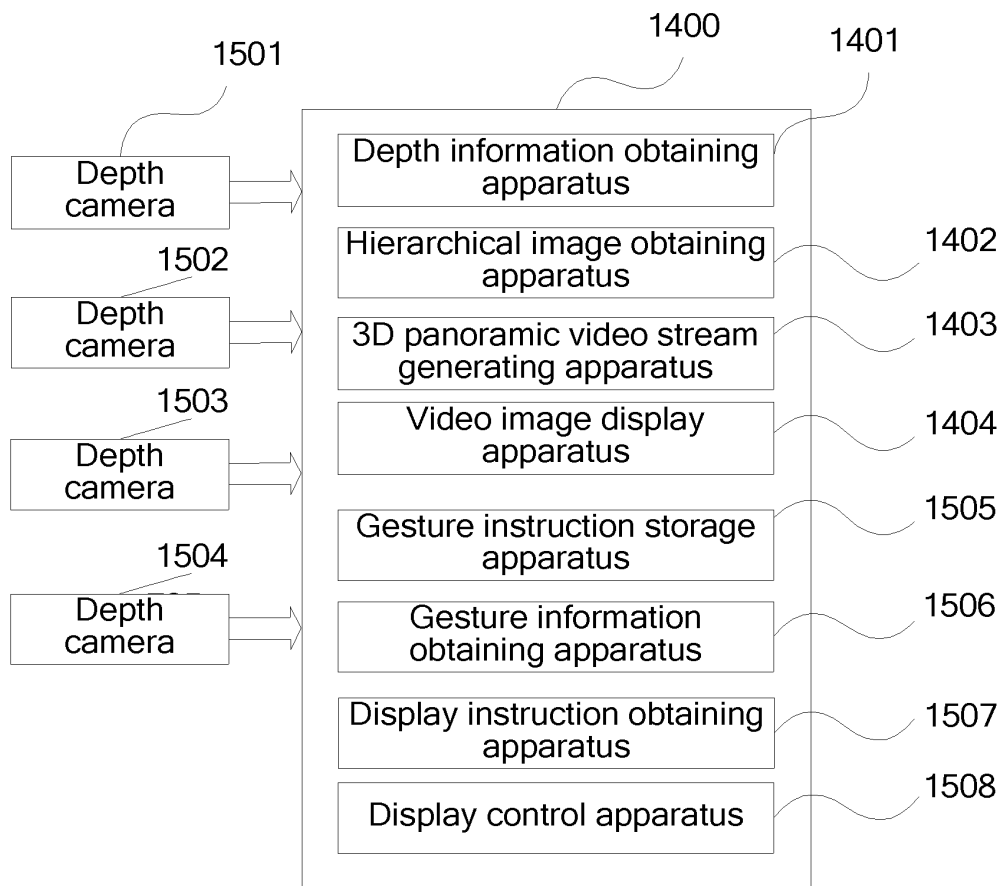 1501
1400
1401
Depth
camera
Depth information obtaining
apparatus
1502
Depth
camera
Hierarchical image obtaining
apparatus
1402
3D panoramic video stream
generating apparatus
1403
1503
Depth
camera
Video image display
apparatus
1404
Gesture instruction storage
apparatus
1505
1504
Depth
camera
Gesture information
obtaining apparatus
1506
Display instruction obtaining
apparatus
1507
Display control apparatus
1508